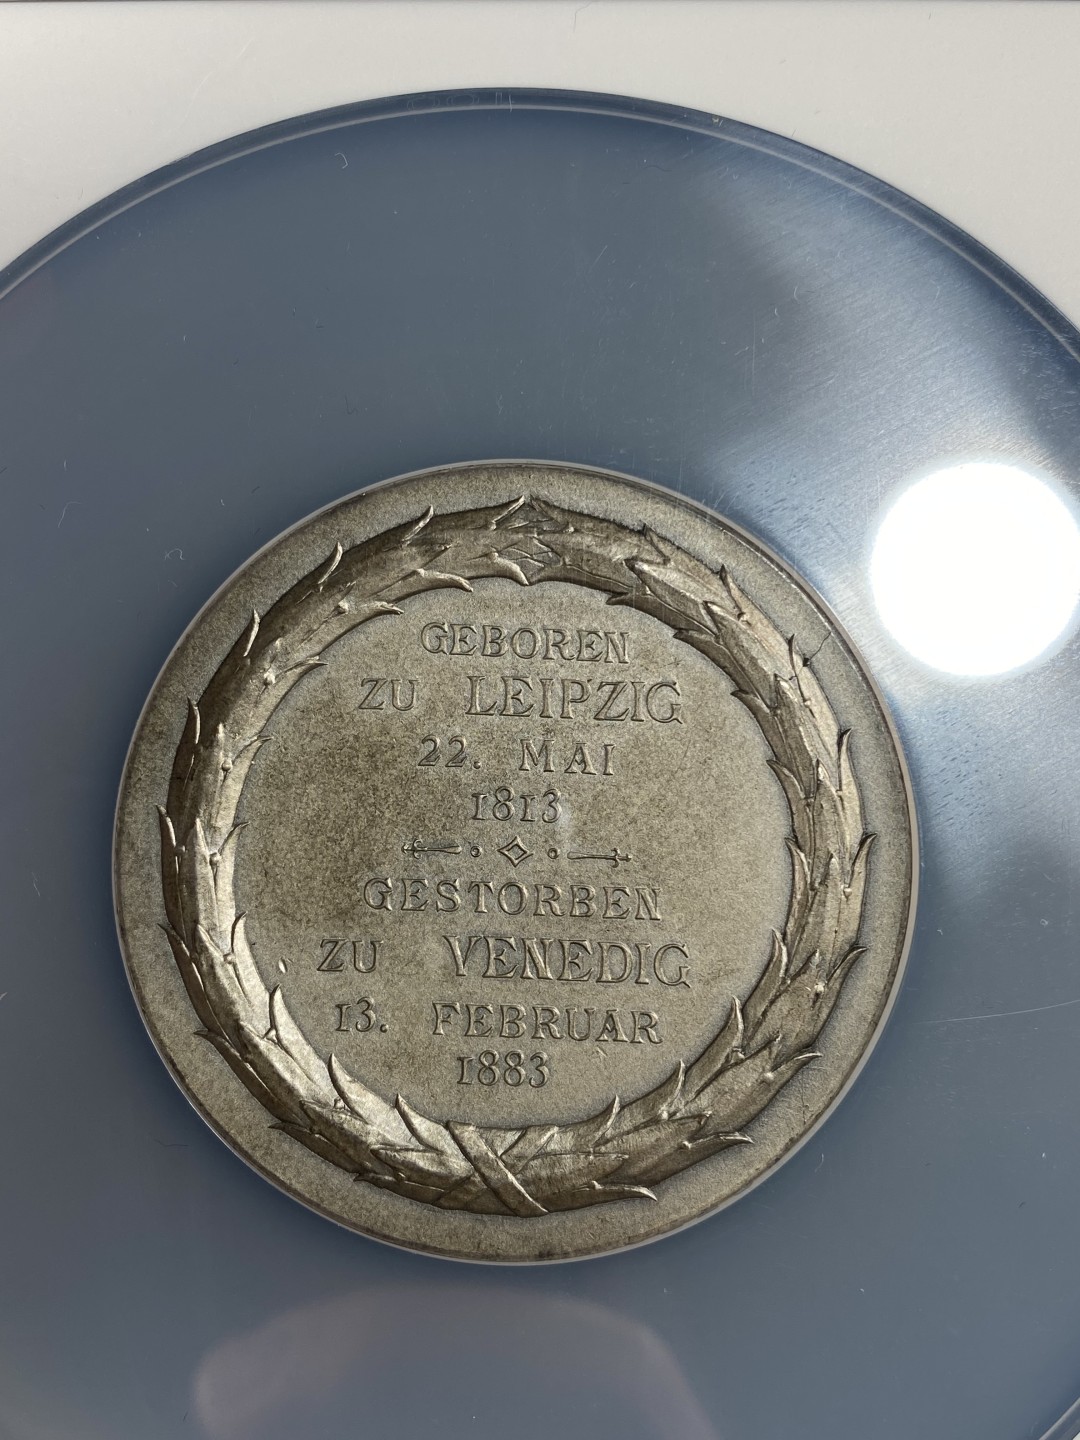 GEBOREN
ZU LEIPZIG
22. MAI
1813
GESTORBEN
ZU VENEDIG
13. FEBRUAR
1883